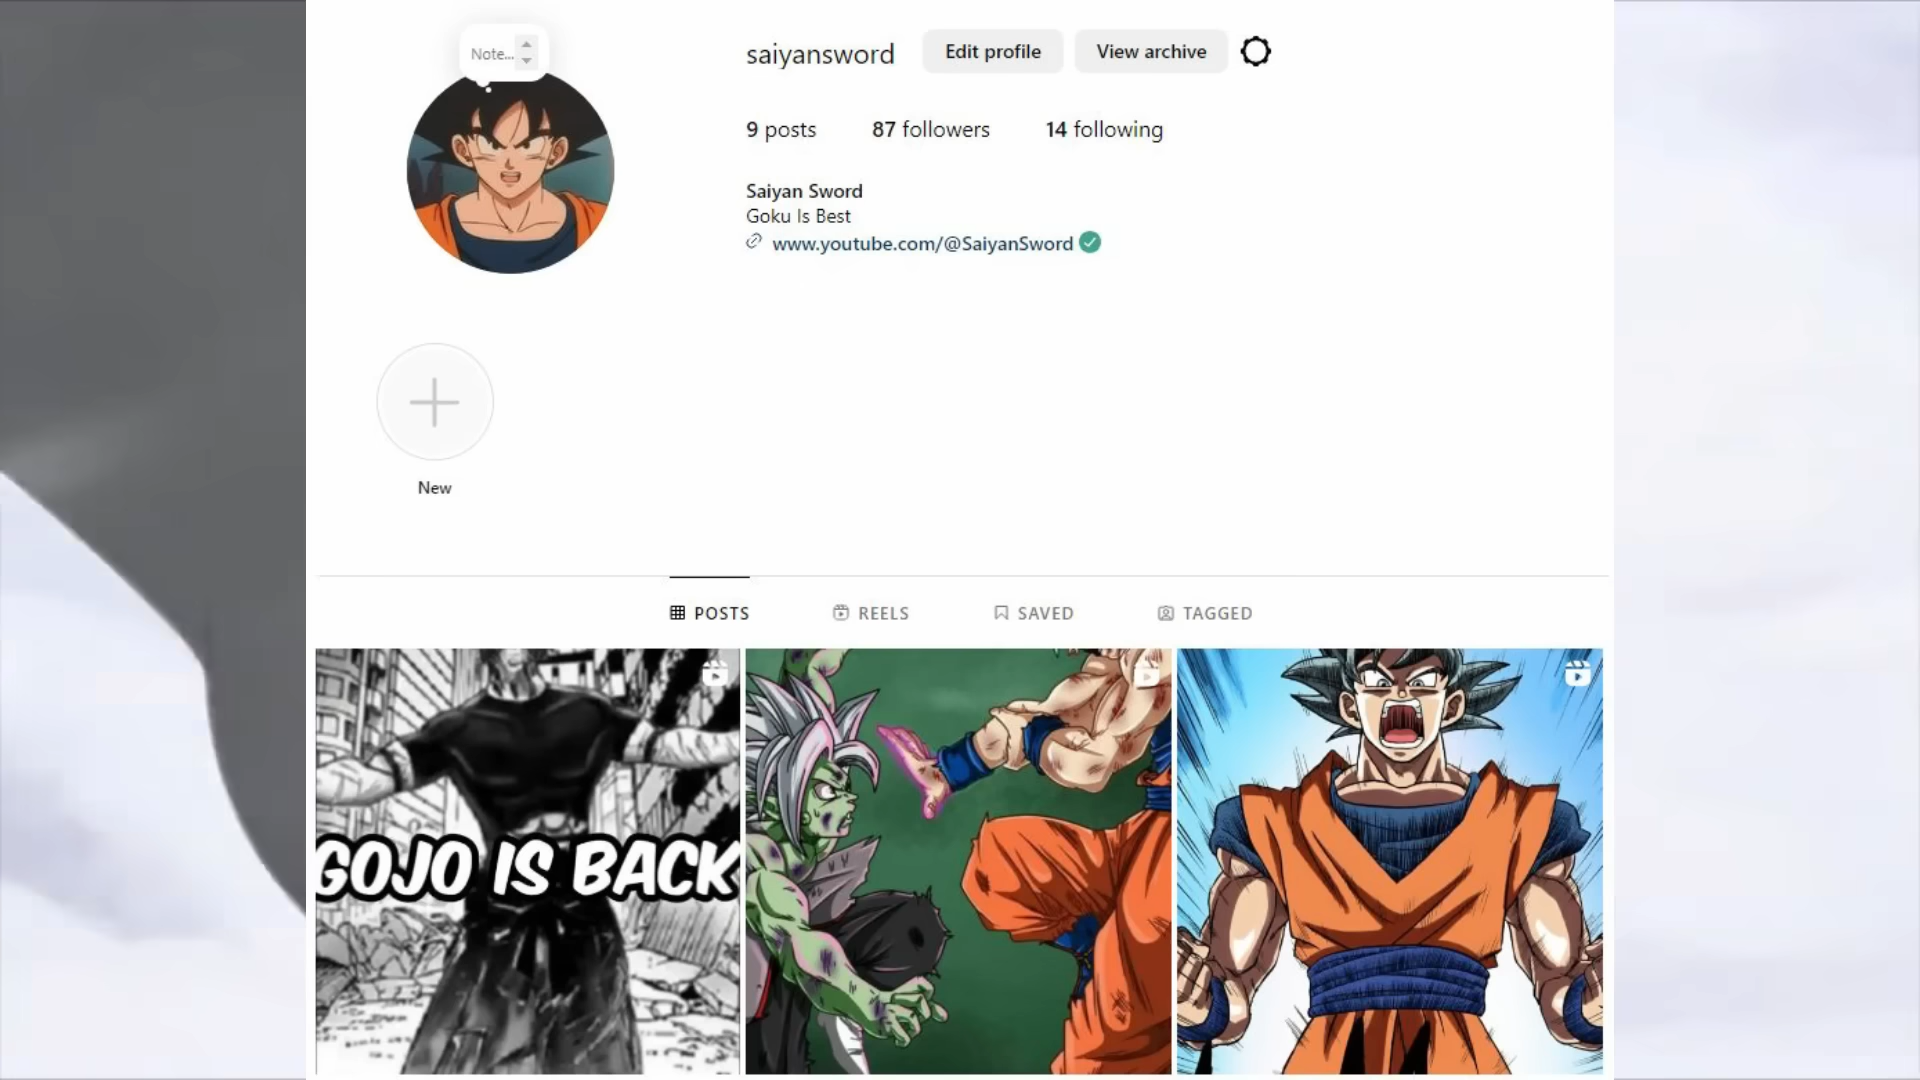 Note...
saiyansword
Edit profile
View archive
9 posts
87 followers
14 following
Saiyan Sword
Goku Is Best
www.youtube.com/@SaiyanSword
New
POSTS
REELS
SAVED
TAGGED
GOJO IS BACK